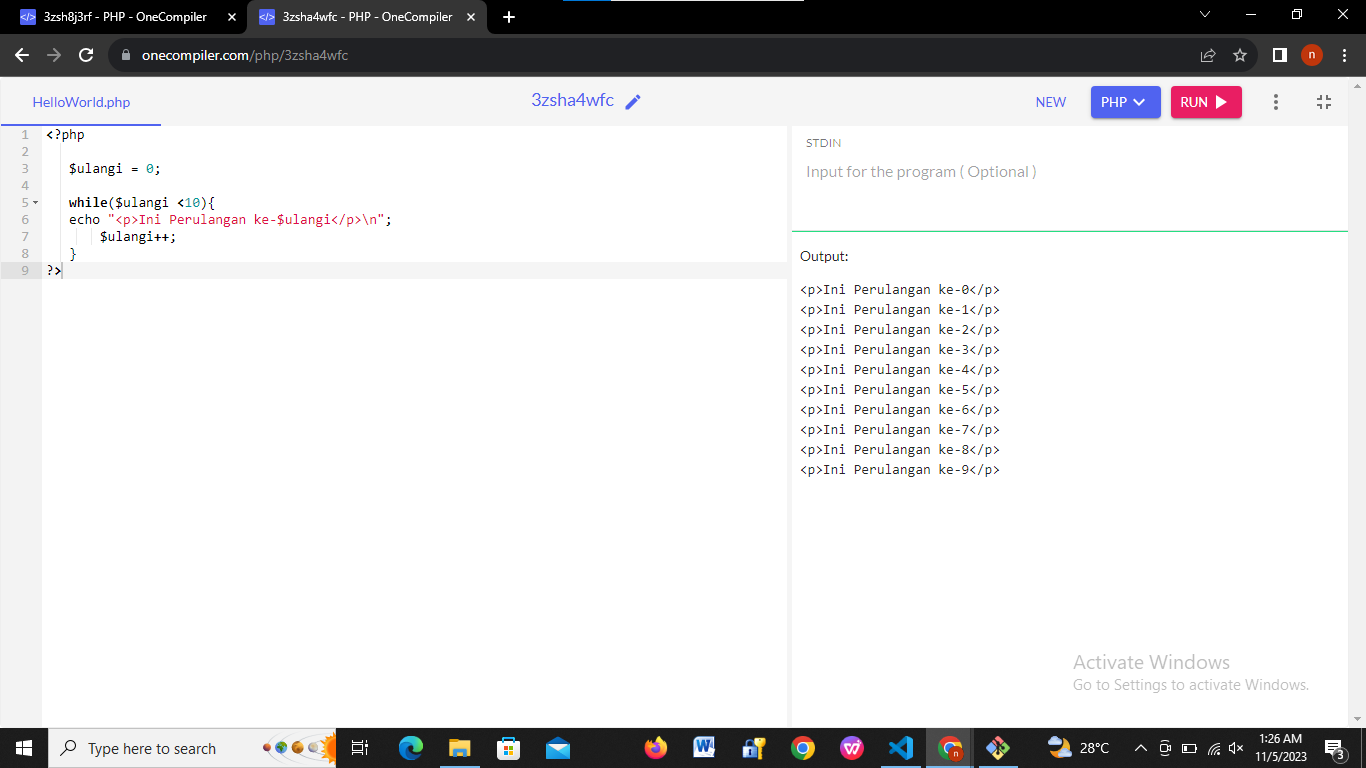 3zsh8j3rf - PHP - OneCompiler
3zsha4wfc - PHP - OneCompiler
onecompiler.com/php/3zsha4wfc
n
HelloWorld.php
3zsha4wfc
NEW
PHP
RUN
1 <?php
2
3 $ulangi = 0;
4
5 while($ulangi <10){
6 echo "<p>Ini Perulangan ke-$ulangi</p>\n";
7 $ulangi++;
8 }
9 ?>
STDIN
Input for the program ( Optional )
Output:
<p>Ini Perulangan ke-0</p>
<p>Ini Perulangan ke-1</p>
<p>Ini Perulangan ke-2</p>
<p>Ini Perulangan ke-3</p>
<p>Ini Perulangan ke-4</p>
<p>Ini Perulangan ke-5</p>
<p>Ini Perulangan ke-6</p>
<p>Ini Perulangan ke-7</p>
<p>Ini Perulangan ke-8</p>
<p>Ini Perulangan ke-9</p>
Activate Windows
Go to Settings to activate Windows.
Type here to search
28°C
1:26 AM
11/5/2023
3